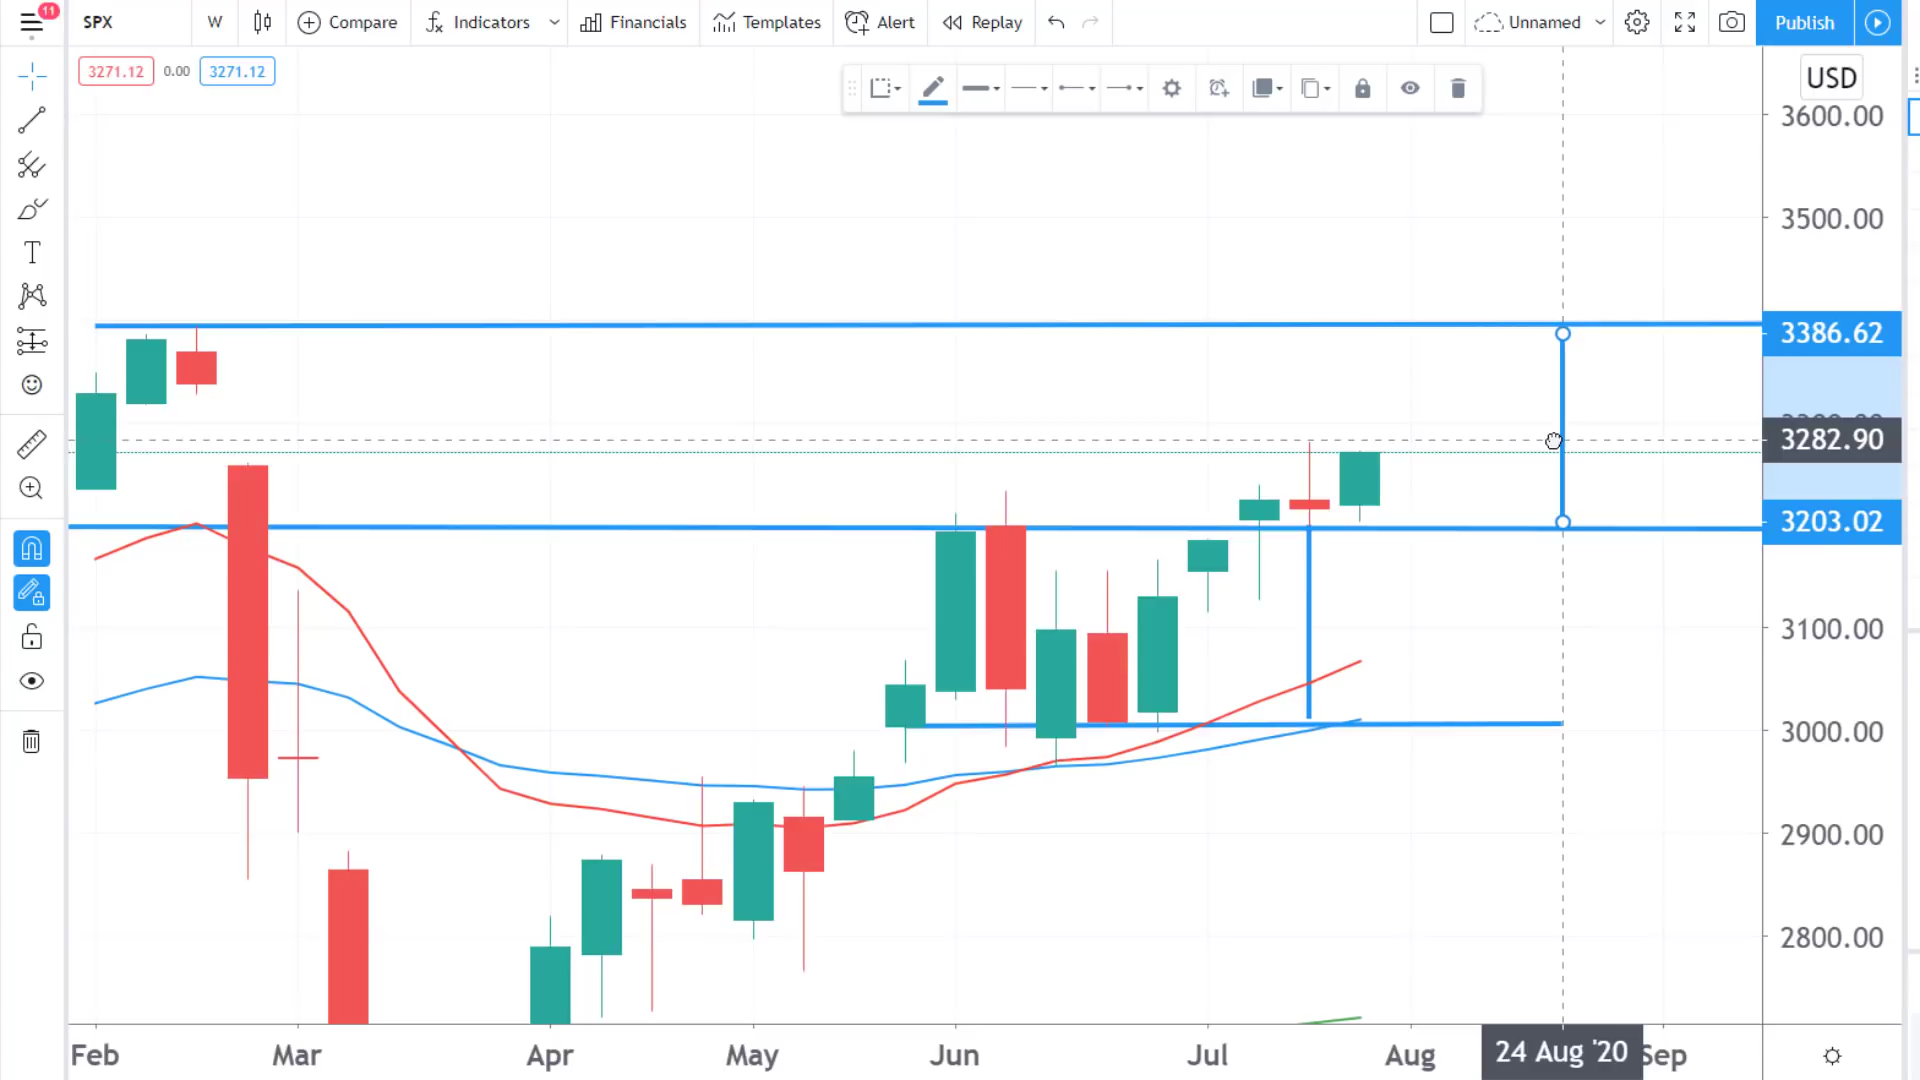 11
SPX W Compare Indicators Financials Templates Alert Replay Unnamed Publish
3271.12 0.00 3271.12
USD
3600.00
3500.00
3386.62
3282.90
3203.02
3100.00
3000.00
2900.00
2800.00
Feb Mar Apr May Jun Jul Aug 24 Aug '20 Sep